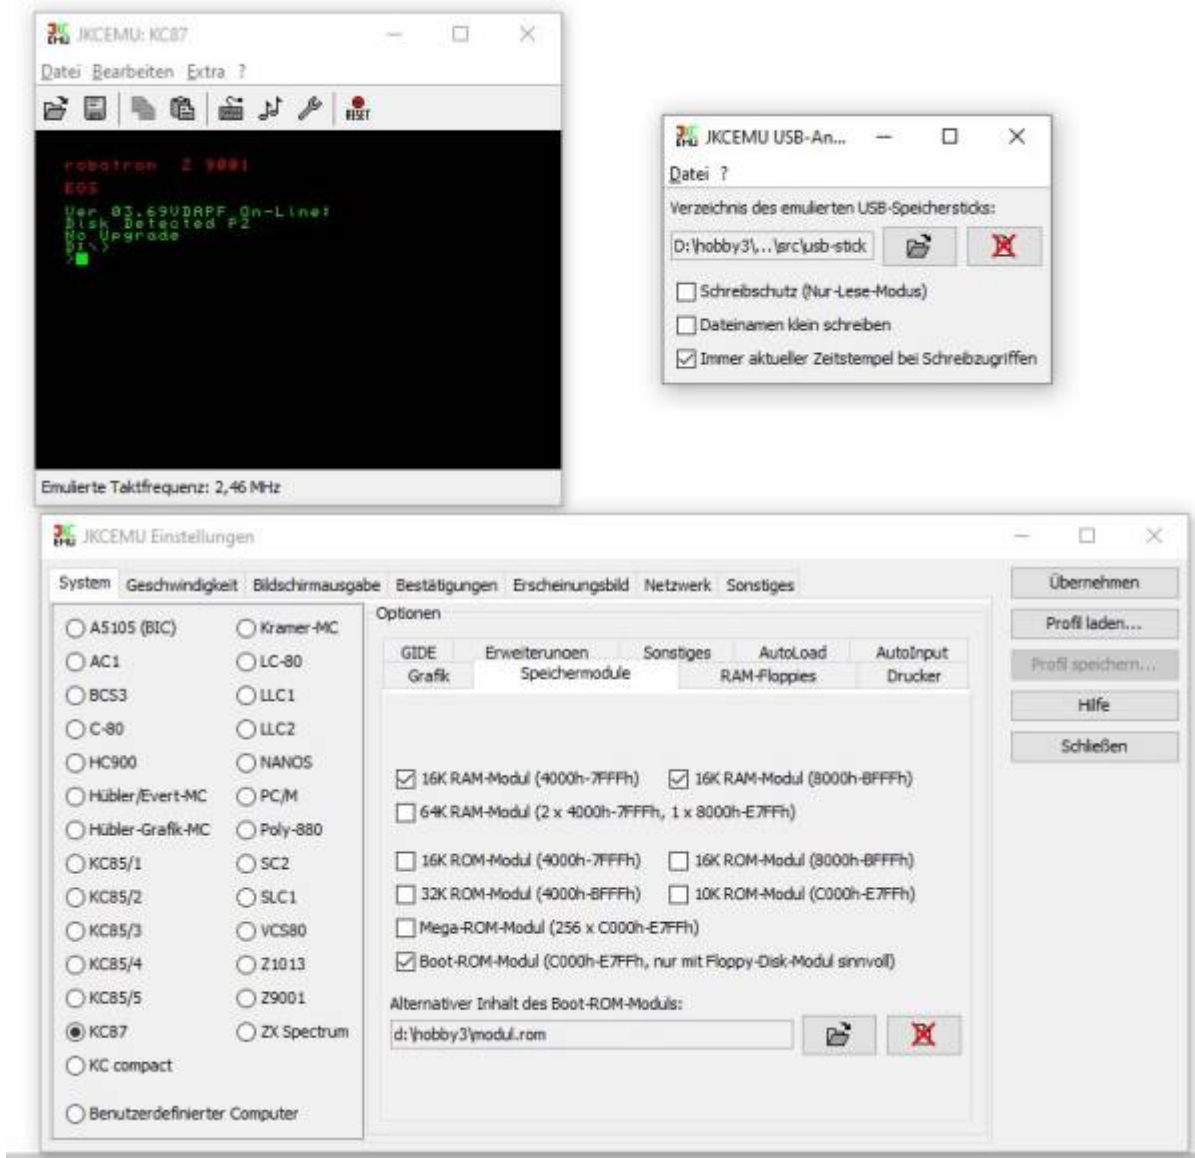 JKCEMU: KC87
Datei Bearbeiten Extra ?
RESET
robotron Z 9001
EOS
Ver 03.69VDAPF On-Line!
Disk Detected P2
No Upgrade
>
Emulierte Taktfrequenz: 2,46 MHz
JKCEMU USB-An...
Datei ?
Verzeichnis des emulierten USB-Speichersticks:
D:\hobby3\,..\src\usb-stick
Schreibschutz (Nur-Lese-Modus)
Dateinamen klein schreiben
Immer aktueller Zeitstempel bei Schreibzugriffen
JKCEMU Einstellungen
System Geschwindigkeit Bildschirmausgabe Bestätigungen Erscheinungsbild Netzwerk Sonstiges
A5105 (BIC)
AC1
BCS3
C-80
HC900
Hübler/Evert-MC
Hübler-Grafik-MC
KC85/1
KC85/2
KC85/3
KC85/4
KC85/5
KC87
KC compact
Benutzerdefinierter Computer
Kramer-MC
LC-80
LLC1
LLC2
NANOS
PC/M
Poly-880
SC2
SLC1
VCS80
Z1013
Z9001
ZX Spectrum
Optionen
GIDE Erweiterungen Sonstiges AutoLoad AutoInput
Grafik Speichermodule RAM-Floppies Drucker
16K RAM-Modul (4000h-7FFFh) 16K RAM-Modul (8000h-BFFFh)
64K RAM-Modul (2 x 4000h-7FFFh, 1 x 8000h-E7FFh)
16K ROM-Modul (4000h-7FFFh) 16K ROM-Modul (8000h-BFFFh)
32K ROM-Modul (4000h-BFFFh) 10K ROM-Modul (C000h-E7FFh)
Mega-ROM-Modul (256 x C000h-E7FFh)
Boot-ROM-Modul (C000h-E7FFh, nur mit Floppy-Disk-Modul sinnvoll)
Alternativer Inhalt des Boot-ROM-Moduls:
d:\hobby3\modul.rom
Übernehmen
Profil laden...
Profil speichern...
Hilfe
Schließen